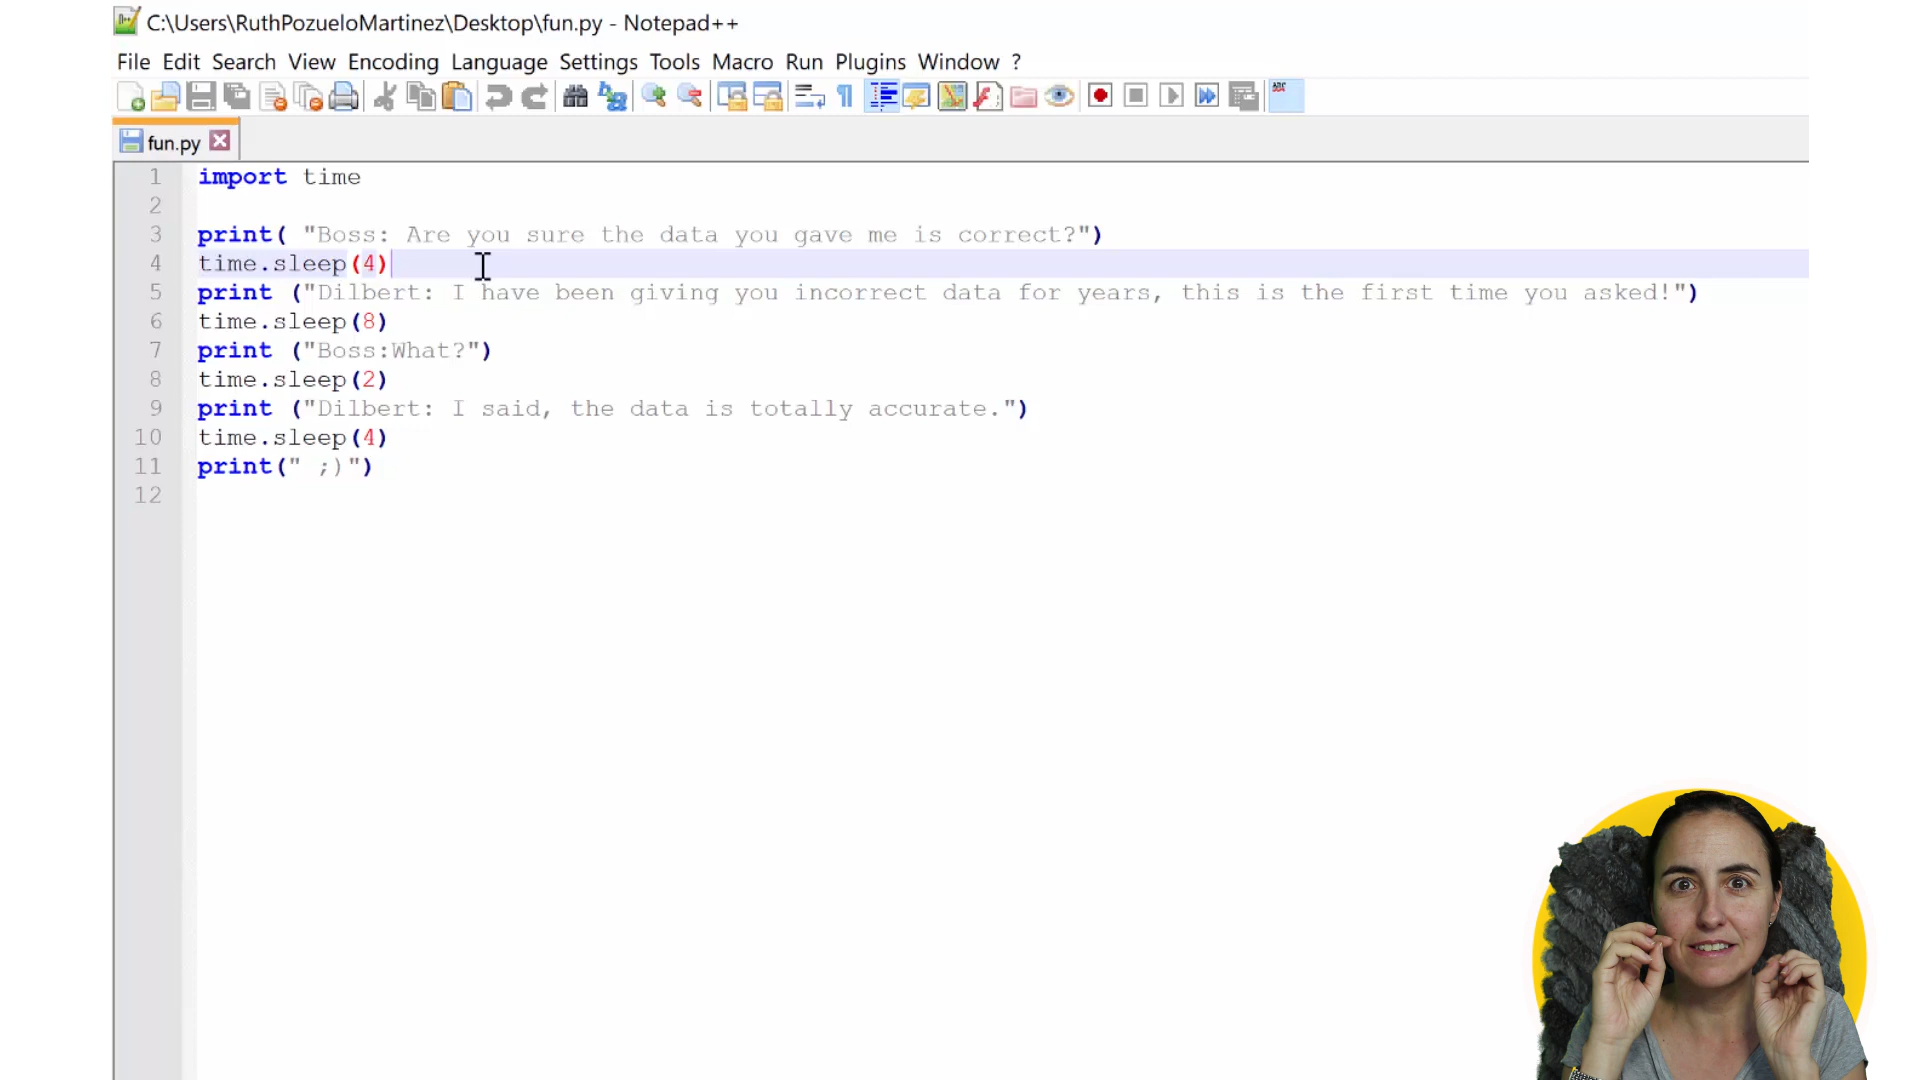 C:\Users\RuthPozueloMartinez\Desktop\fun.py - Notepad++
File Edit Search View Encoding Language Settings Tools Macro Run Plugins Window ?
fun.py
1 import time
2
3 print( "Boss: Are you sure the data you gave me is correct?")
4 time.sleep(4)
5 print ("Dilbert: I have been giving you incorrect data for years, this is the first time you asked!")
6 time.sleep(8)
7 print ("Boss:What?")
8 time.sleep(2)
9 print ("Dilbert: I said, the data is totally accurate.")
10 time.sleep(4)
11 print(" ;)")
12